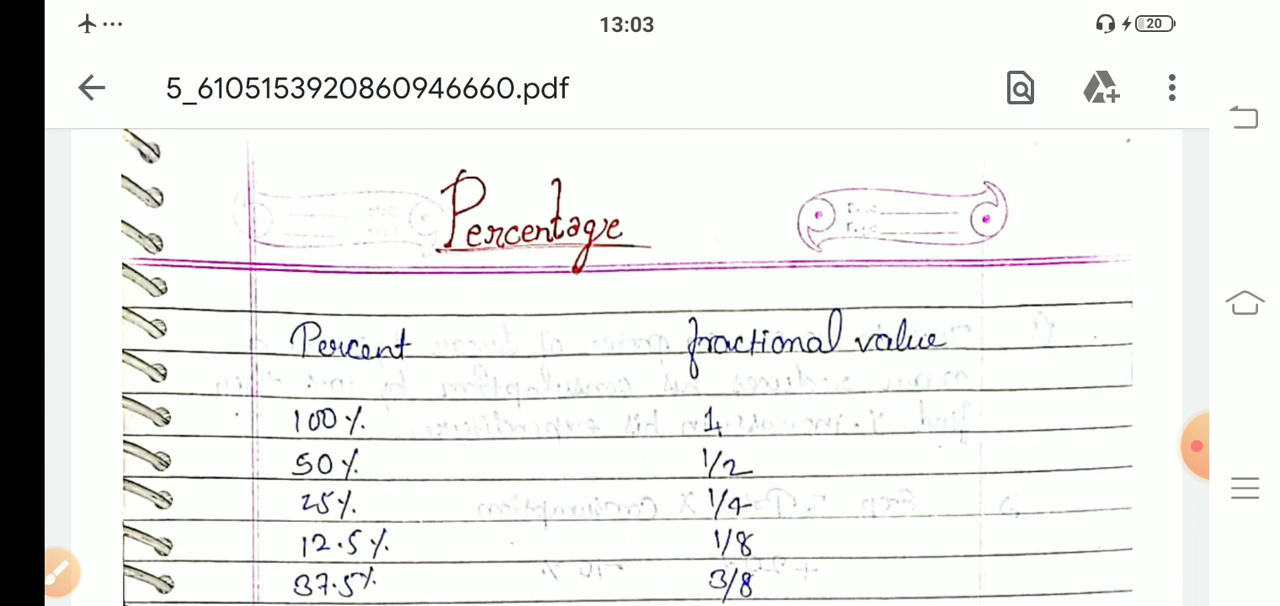 13:03
20
5_6105153920860946660.pdf
Percentage
Percent fractional value
100% 1
50% 1/2
25% 1/4
12.5% 1/8
37.5% 3/8